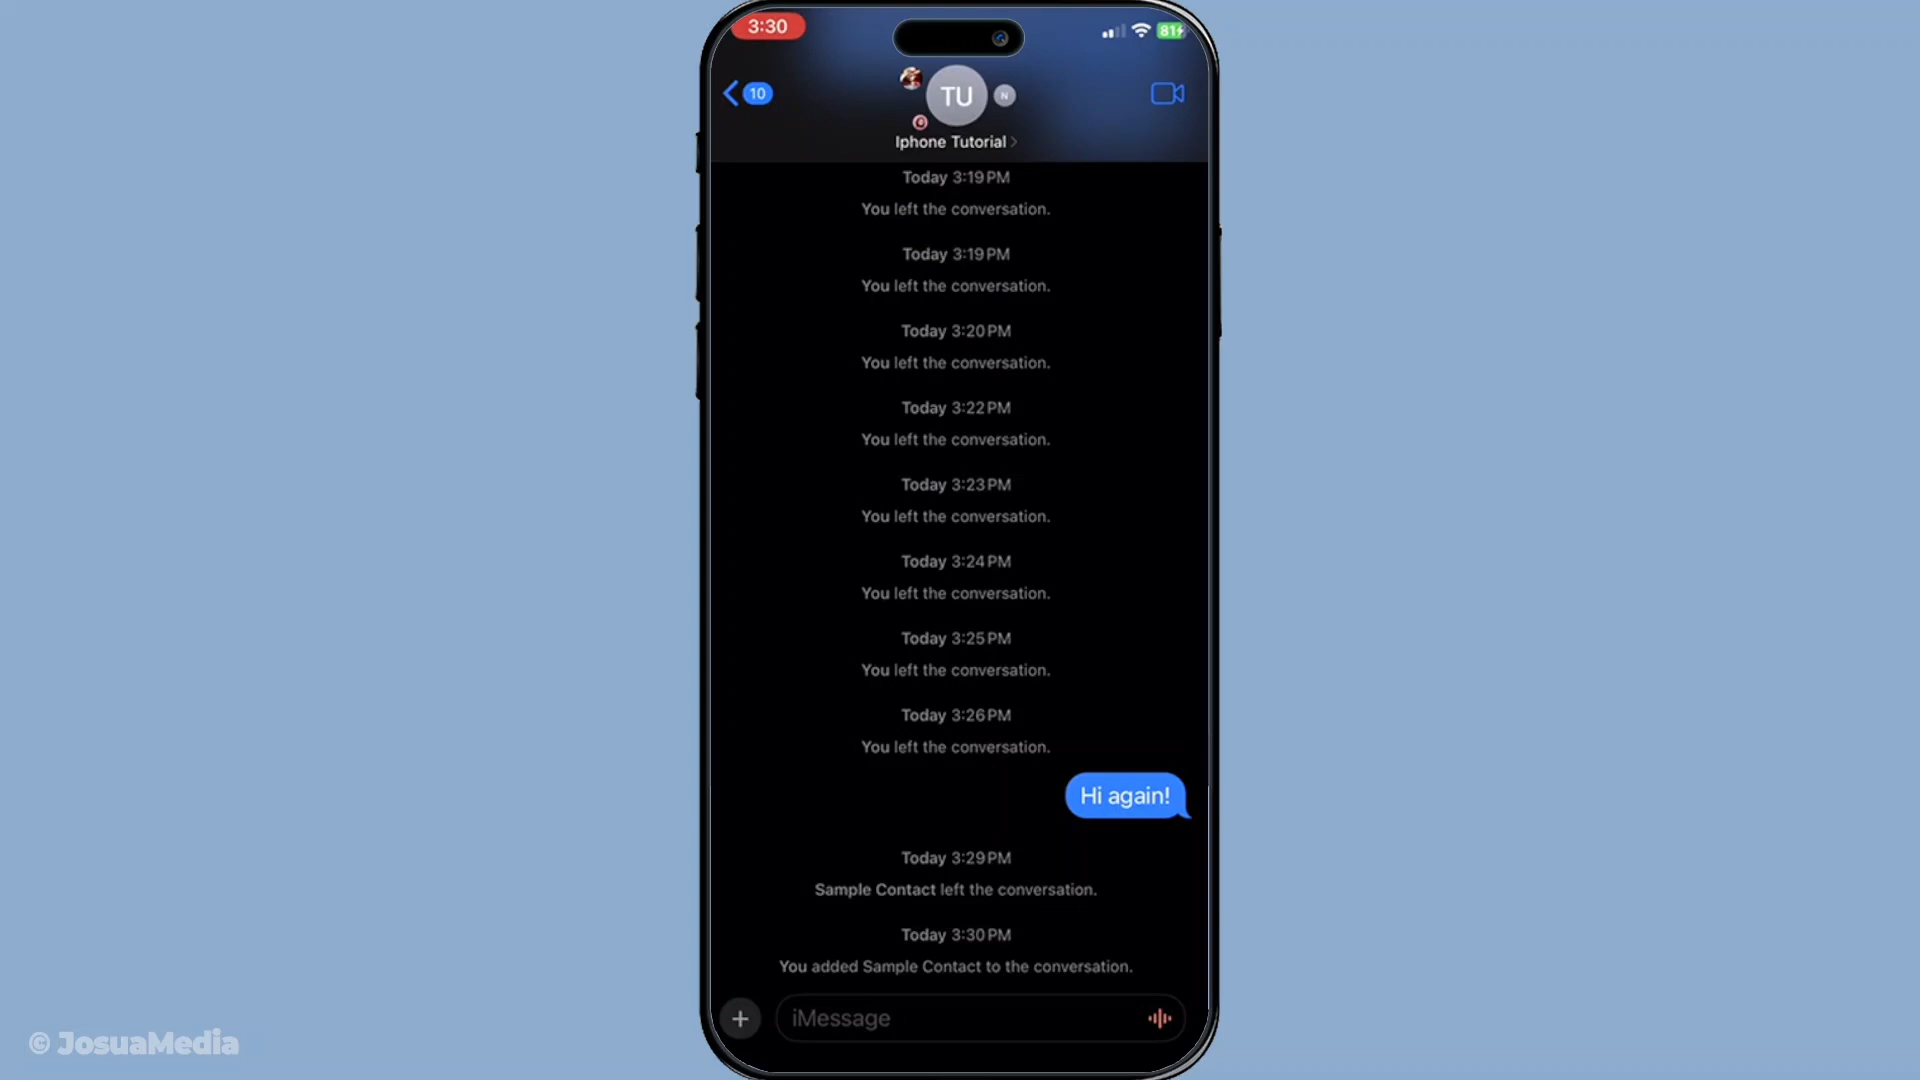 3:30
81
10
TU
N
Iphone Tutorial
Today 3:19 PM
You left the conversation.
Today 3:19 PM
You left the conversation.
Today 3:20 PM
You left the conversation.
Today 3:22 PM
You left the conversation.
Today 3:23 PM
You left the conversation.
Today 3:24 PM
You left the conversation.
Today 3:25 PM
You left the conversation.
Today 3:26 PM
You left the conversation.
Hi again!
Today 3:29 PM
Sample Contact left the conversation.
Today 3:30 PM
You added Sample Contact to the conversation.
iMessage
© JosuaMedia